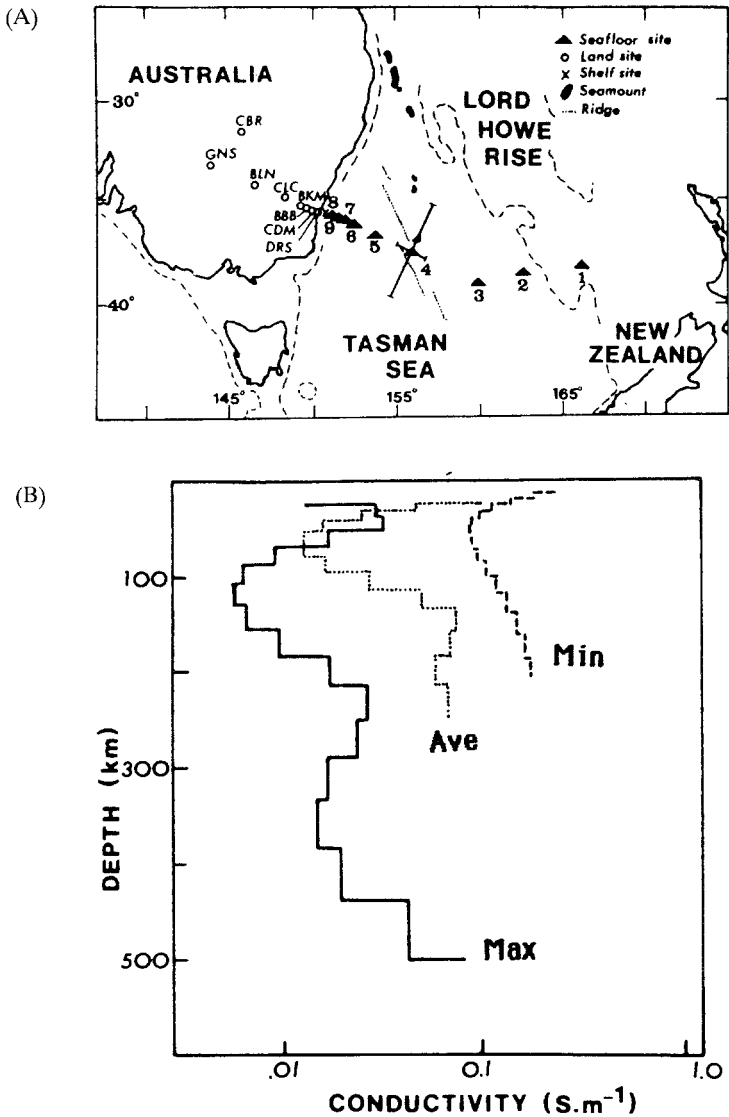 (A)
AUSTRALIA
Seafloor site
Land site
Shelf site
Seamount
Ridge
LORD
HOWE
RISE
30°
CBR
GNS
BLN
CLC
BKM
8
7
BBB
9
6
5
CDM
DRS
4
3
2
1
40°
TASMAN
SEA
NEW
ZEALAND
145°
155°
165°
(B)
100
300
500
DEPTH (km)
Min
Ave
Max
.01
0.1
1.0
CONDUCTIVITY (S.m⁻¹)